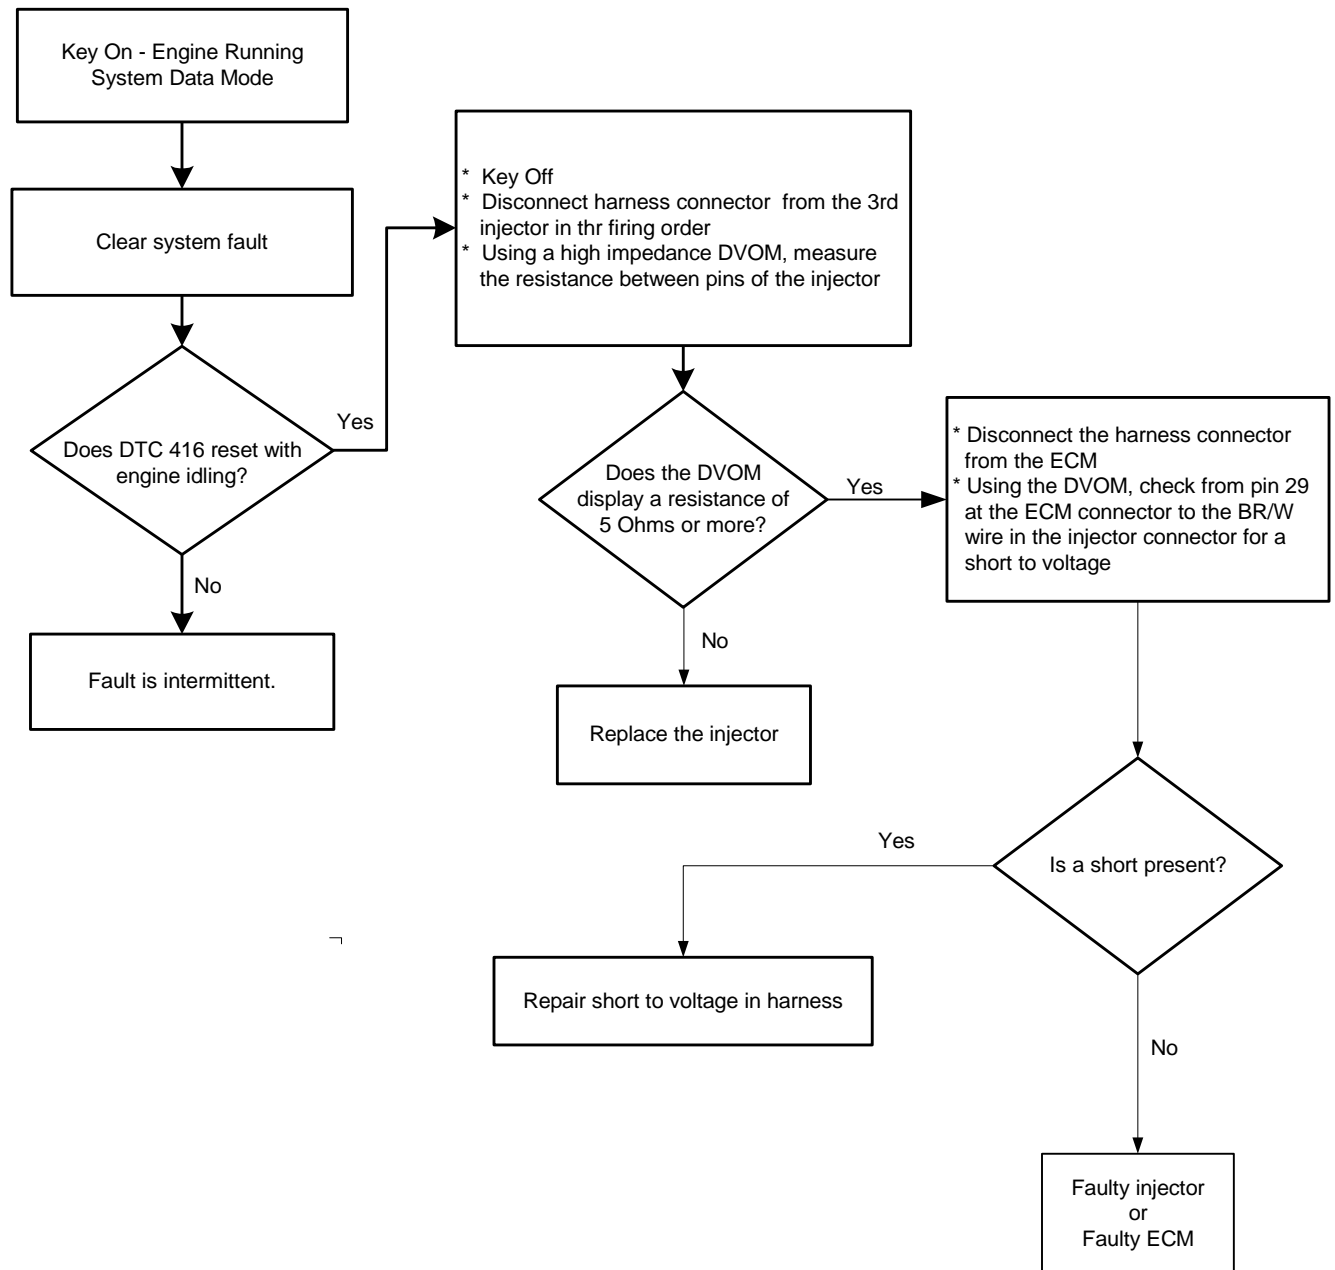 Key On - Engine Running
System Data Mode
Clear system fault
Does DTC 416 reset with
engine idling?
Yes
No
Fault is intermittent.
* Key Off
* Disconnect harness connector from the 3rd
injector in thr firing order
* Using a high impedance DVOM, measure
the resistance between pins of the injector
Does the DVOM
display a resistance of
5 Ohms or more?
Yes
No
Replace the injector
* Disconnect the harness connector
from the ECM
* Using the DVOM, check from pin 29
at the ECM connector to the BR/W
wire in the injector connector for a
short to voltage
Is a short present?
Yes
Repair short to voltage in harness
No
Faulty injector
or
Faulty ECM